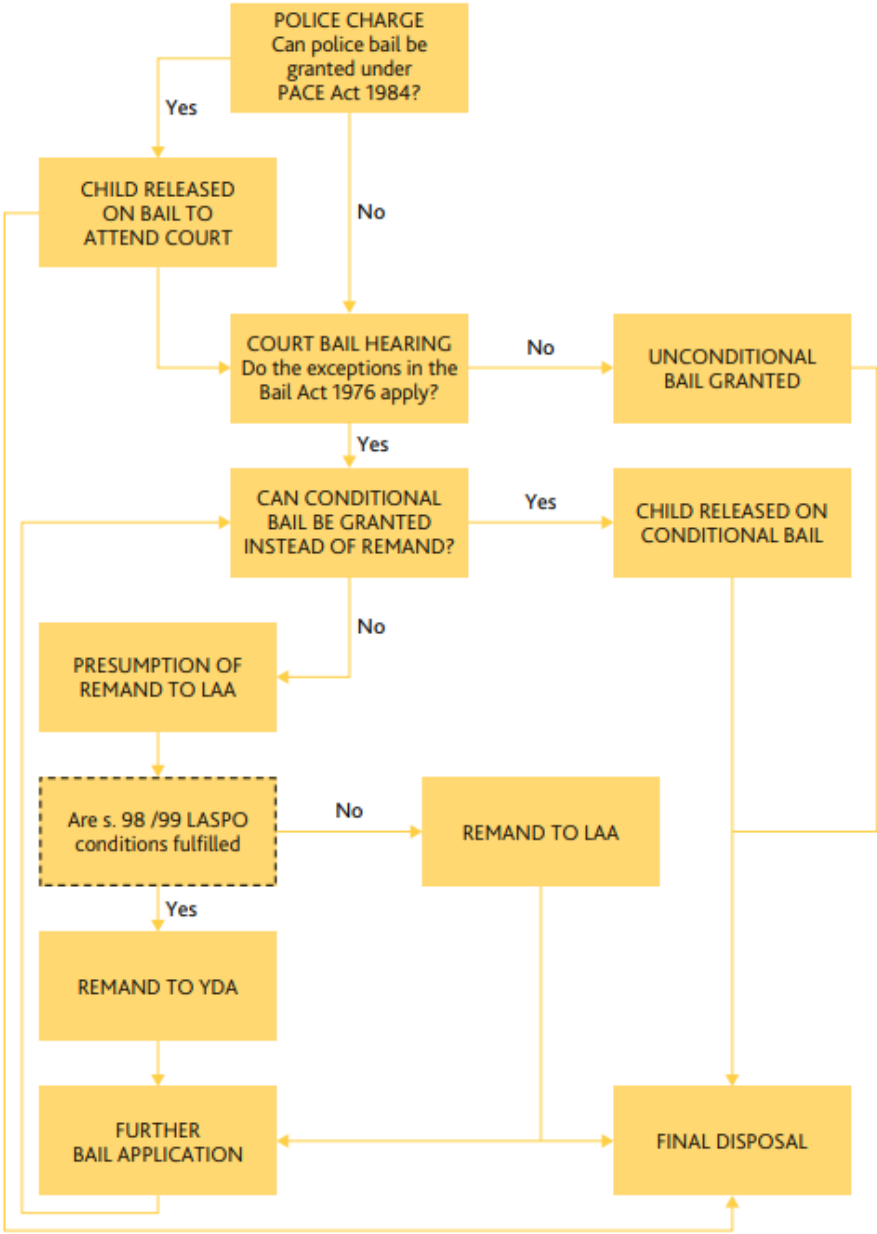 POLICE CHARGE
Can police bail be
granted under
PACE Act 1984?
Yes
CHILD RELEASED
ON BAIL TO
ATTEND COURT
No
COURT BAIL HEARING
Do the exceptions in the
Bail Act 1976 apply?
No
UNCONDITIONAL
BAIL GRANTED
Yes
CAN CONDITIONAL
BAIL BE GRANTED
INSTEAD OF REMAND?
Yes
CHILD RELEASED ON
CONDITIONAL BAIL
No
PRESUMPTION OF
REMAND TO LAA
Are s. 98 /99 LASPO
conditions fulfilled
No
REMAND TO LAA
Yes
REMAND TO YDA
FURTHER
BAIL APPLICATION
FINAL DISPOSAL